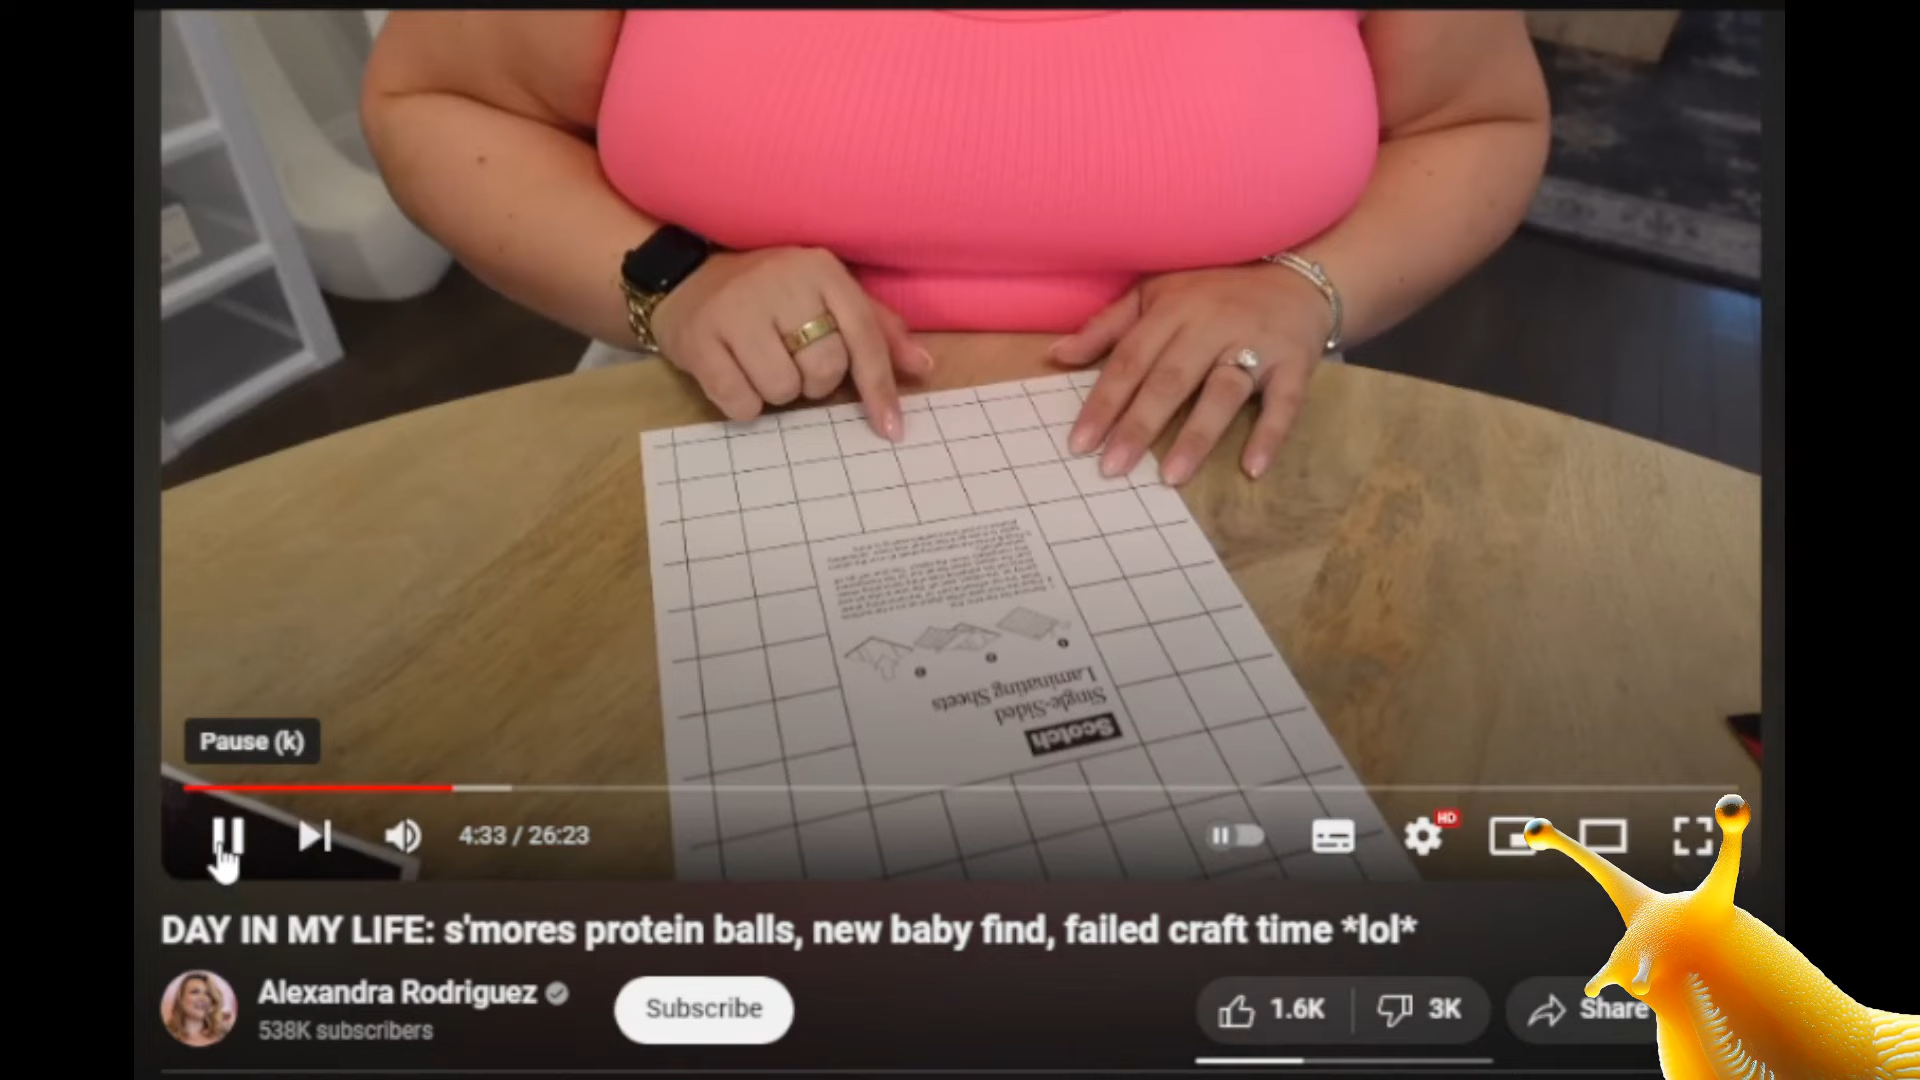 Scotch
Single-Sided
Laminating Sheets
Pause (k)
4:33 / 26:23
HD
DAY IN MY LIFE: s'mores protein balls, new baby find, failed craft time *lol*
Alexandra Rodriguez
538K subscribers
Subscribe
1.6K
3K
Share